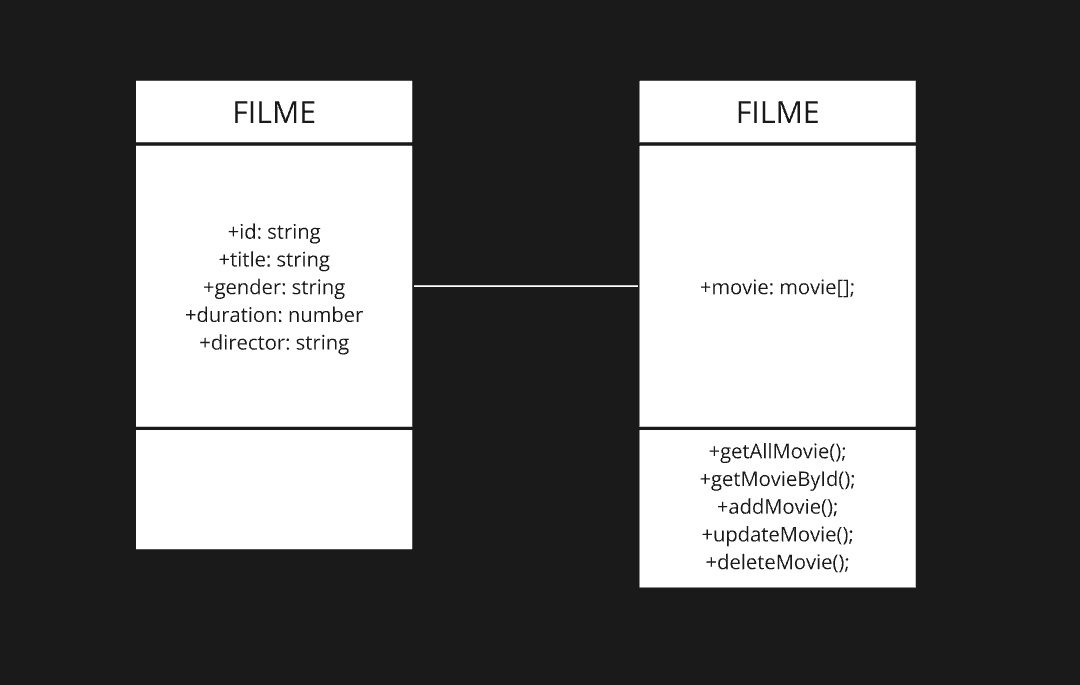 FILME
+id: string
+title: string
+gender: string
+duration: number
+director: string
FILME
+movie: movie[];
+getAllMovie();
+getMovieById();
+addMovie();
+updateMovie();
+deleteMovie();